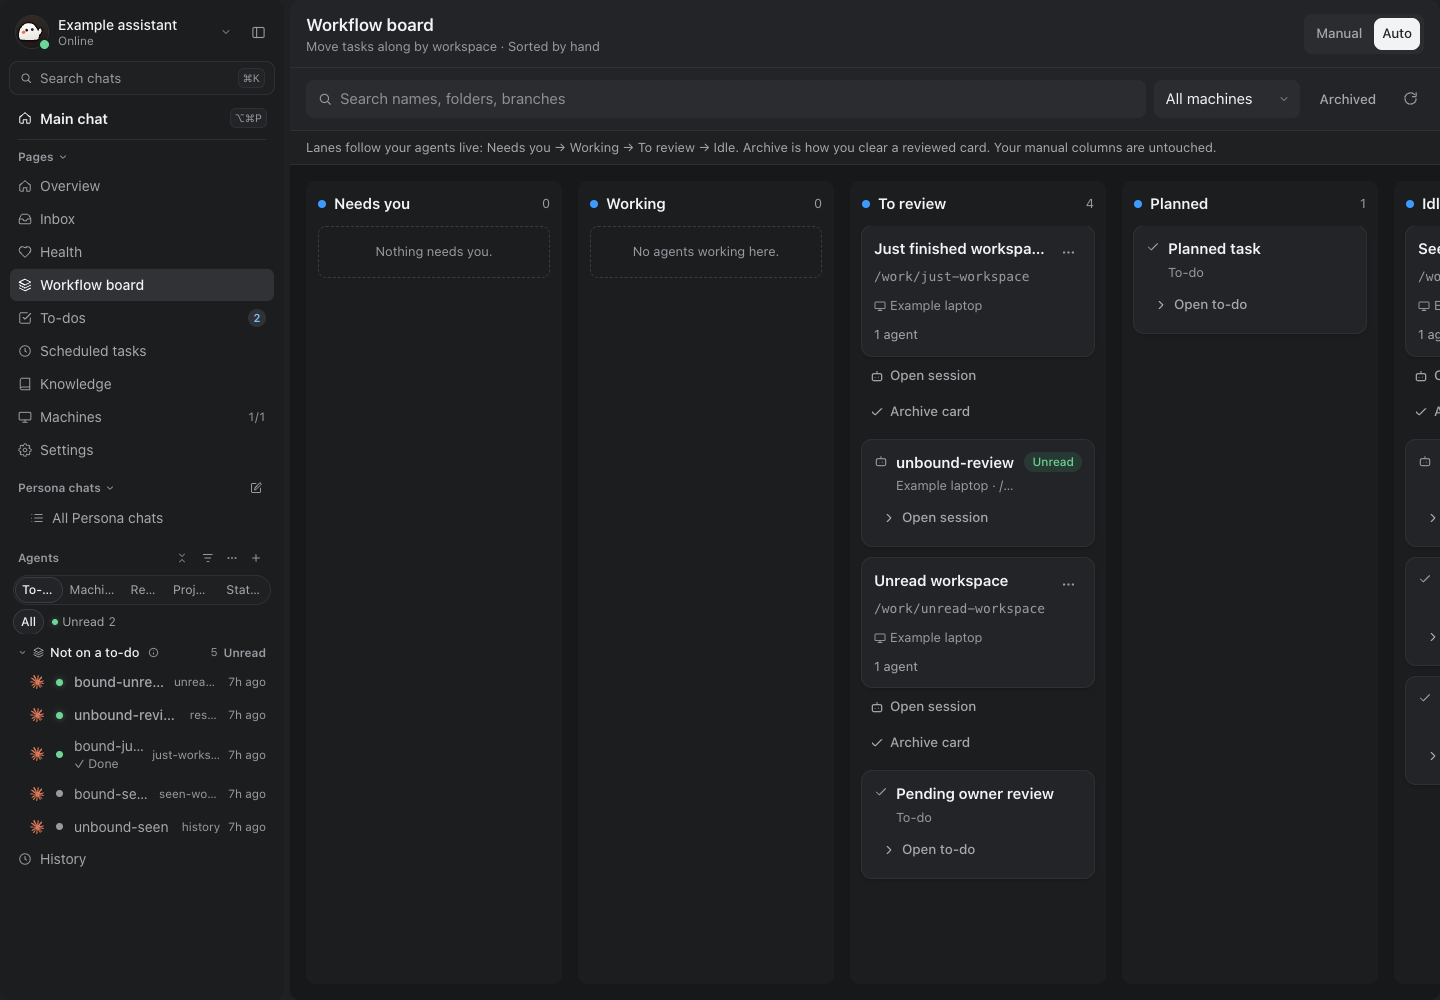 Example assistant
Online
Search chats
⌘K
Main chat
⌥⌘P
Pages
Overview
Inbox
Health
Workflow board
To-dos
2
Scheduled tasks
Knowledge
Machines
1/1
Settings
Persona chats
All Persona chats
Agents
To-...
Machi...
Re...
Proj...
Stat...
All
Unread 2
Not on a to-do
5 Unread
bound-unre... unrea... 7h ago
unbound-revi... res... 7h ago
bound-ju... just-works... 7h ago
✓ Done
bound-se... seen-wo... 7h ago
unbound-seen history 7h ago
History
Workflow board
Move tasks along by workspace · Sorted by hand
Manual
Auto
Search names, folders, branches
All machines
Archived
Lanes follow your agents live: Needs you → Working → To review → Idle. Archive is how you clear a reviewed card. Your manual columns are untouched.
Needs you 0
Nothing needs you.
Working 0
No agents working here.
To review 4
Just finished workspa... ...
/work/just-workspace
Example laptop
1 agent
Open session
Archive card
unbound-review Unread
Example laptop · /...
Open session
Unread workspace ...
/work/unread-workspace
Example laptop
1 agent
Open session
Archive card
Pending owner review
To-do
Open to-do
Planned 1
Planned task
To-do
Open to-do
Idl
See
/wo
E
1 ag